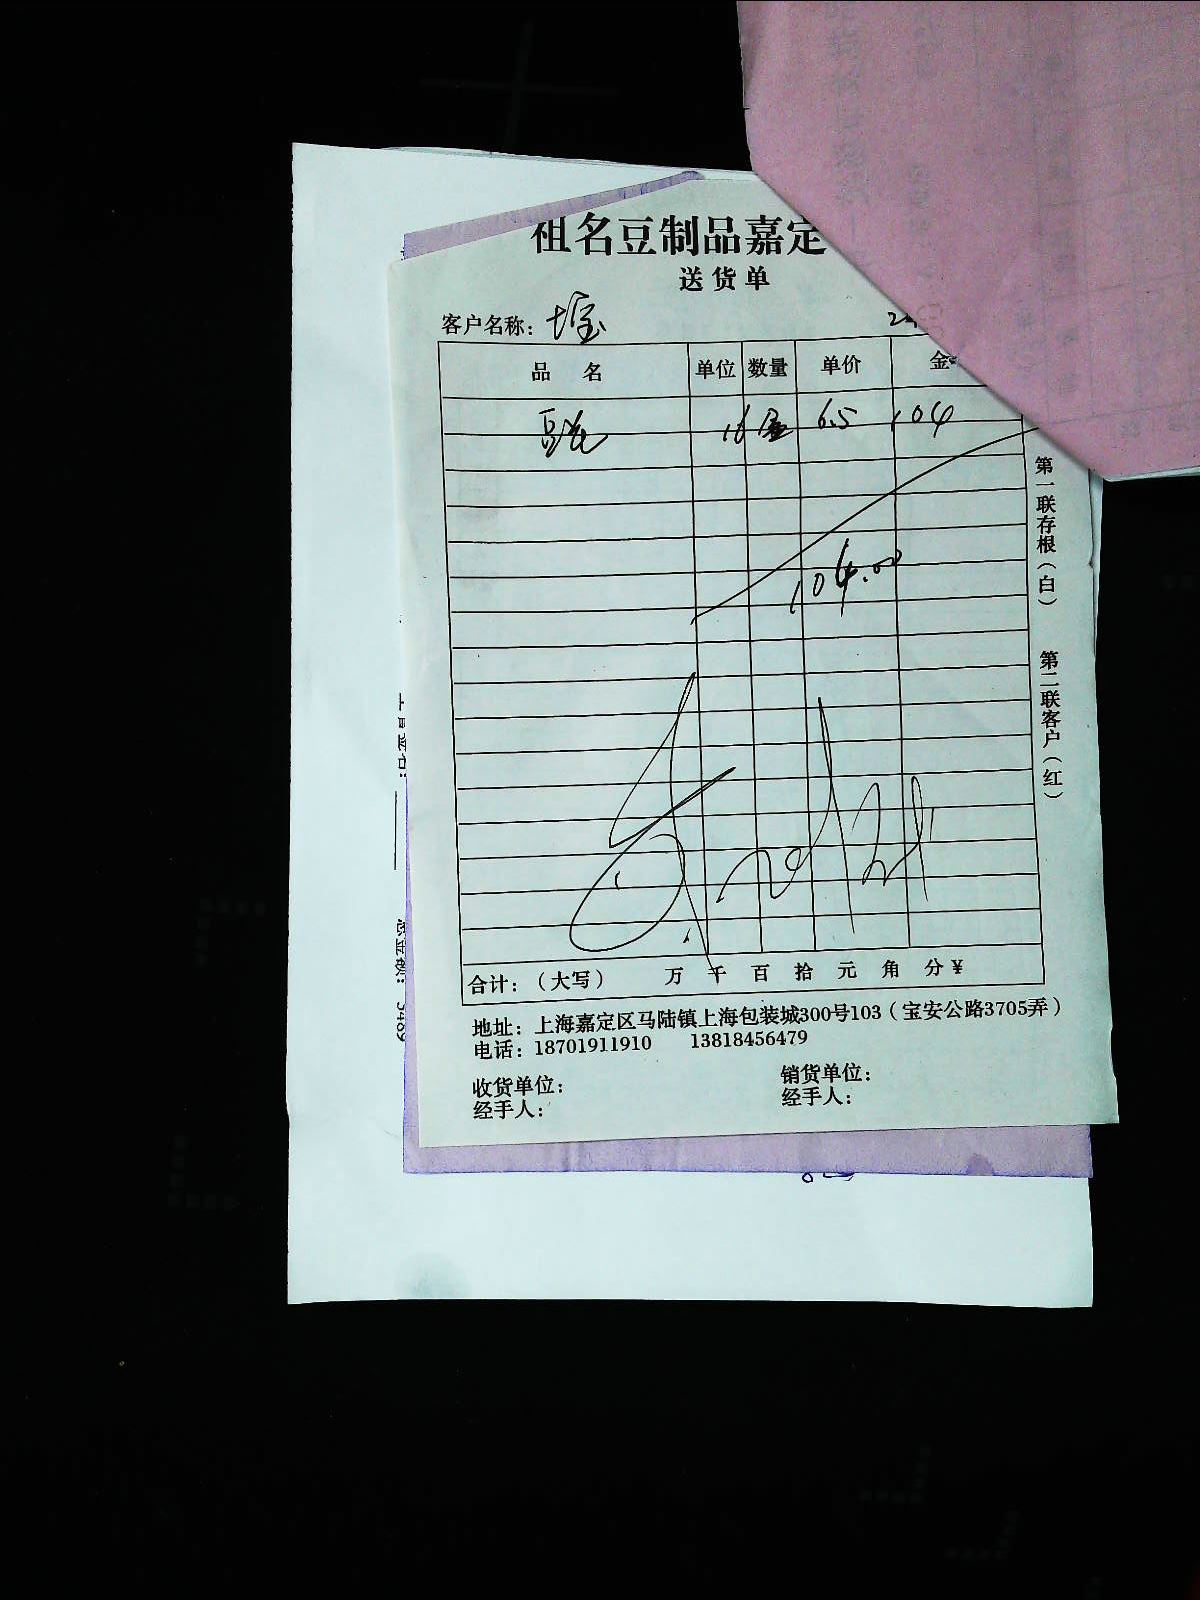 祖名豆制品嘉定
送货单
客户名称：
品 名 单位 数量 单价 金
豆花 16 盒 6.5 104
104.00
第一联存根（白） 第二联客户（红）
合计：（大写） 万 千 百 拾 元 角 分 ¥
地址：上海嘉定区马陆镇上海包装城300号103（宝安公路3705弄）
电话：18701911910 13818456479
收货单位： 销货单位：
经手人： 经手人：